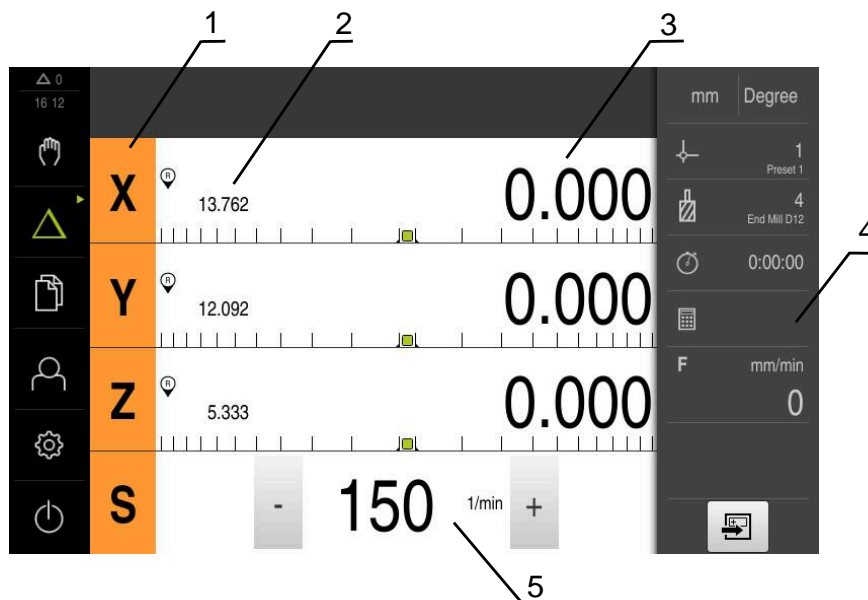 1 2 3
△ 0
16 12
mm Degree
X R 13.762 0.000
1
Preset 1
4
End Mill D12
Y R 12.092 0.000
0:00:00
4
Z R 5.333 0.000
F mm/min
0
S - 150 1/min +
5